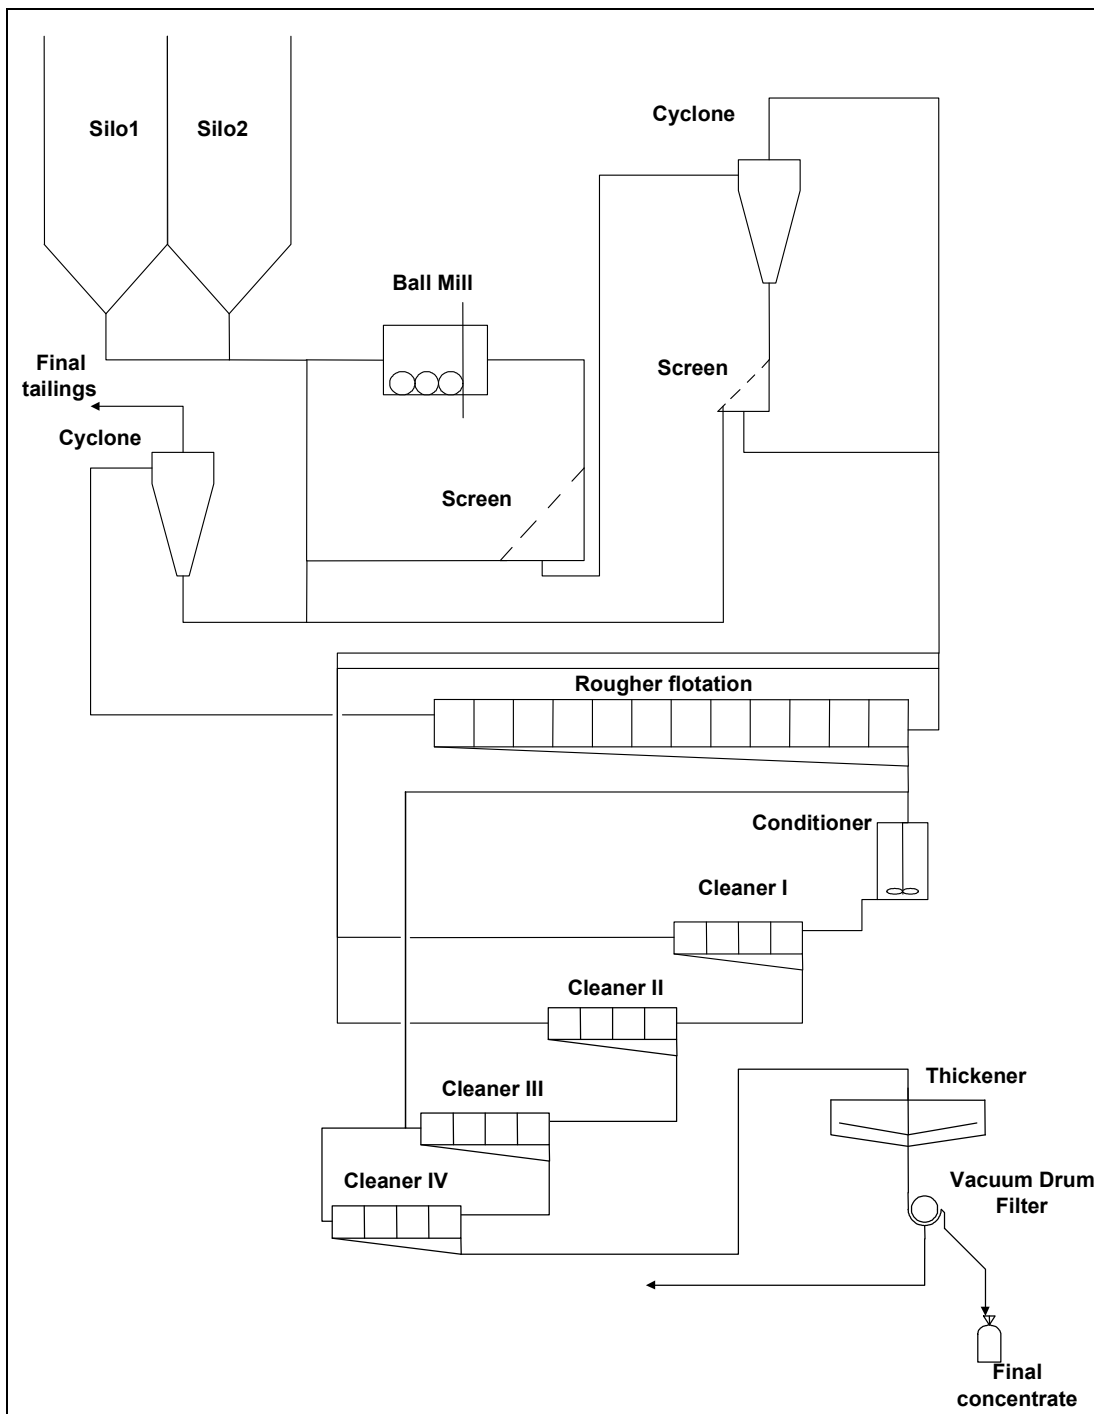 Silo1
Silo2
Cyclone
Ball Mill
Final
tailings
Screen
Cyclone
Screen
Rougher flotation
Conditioner
Cleaner I
Cleaner II
Thickener
Cleaner III
Cleaner IV
Vacuum Drum
Filter
Final
concentrate